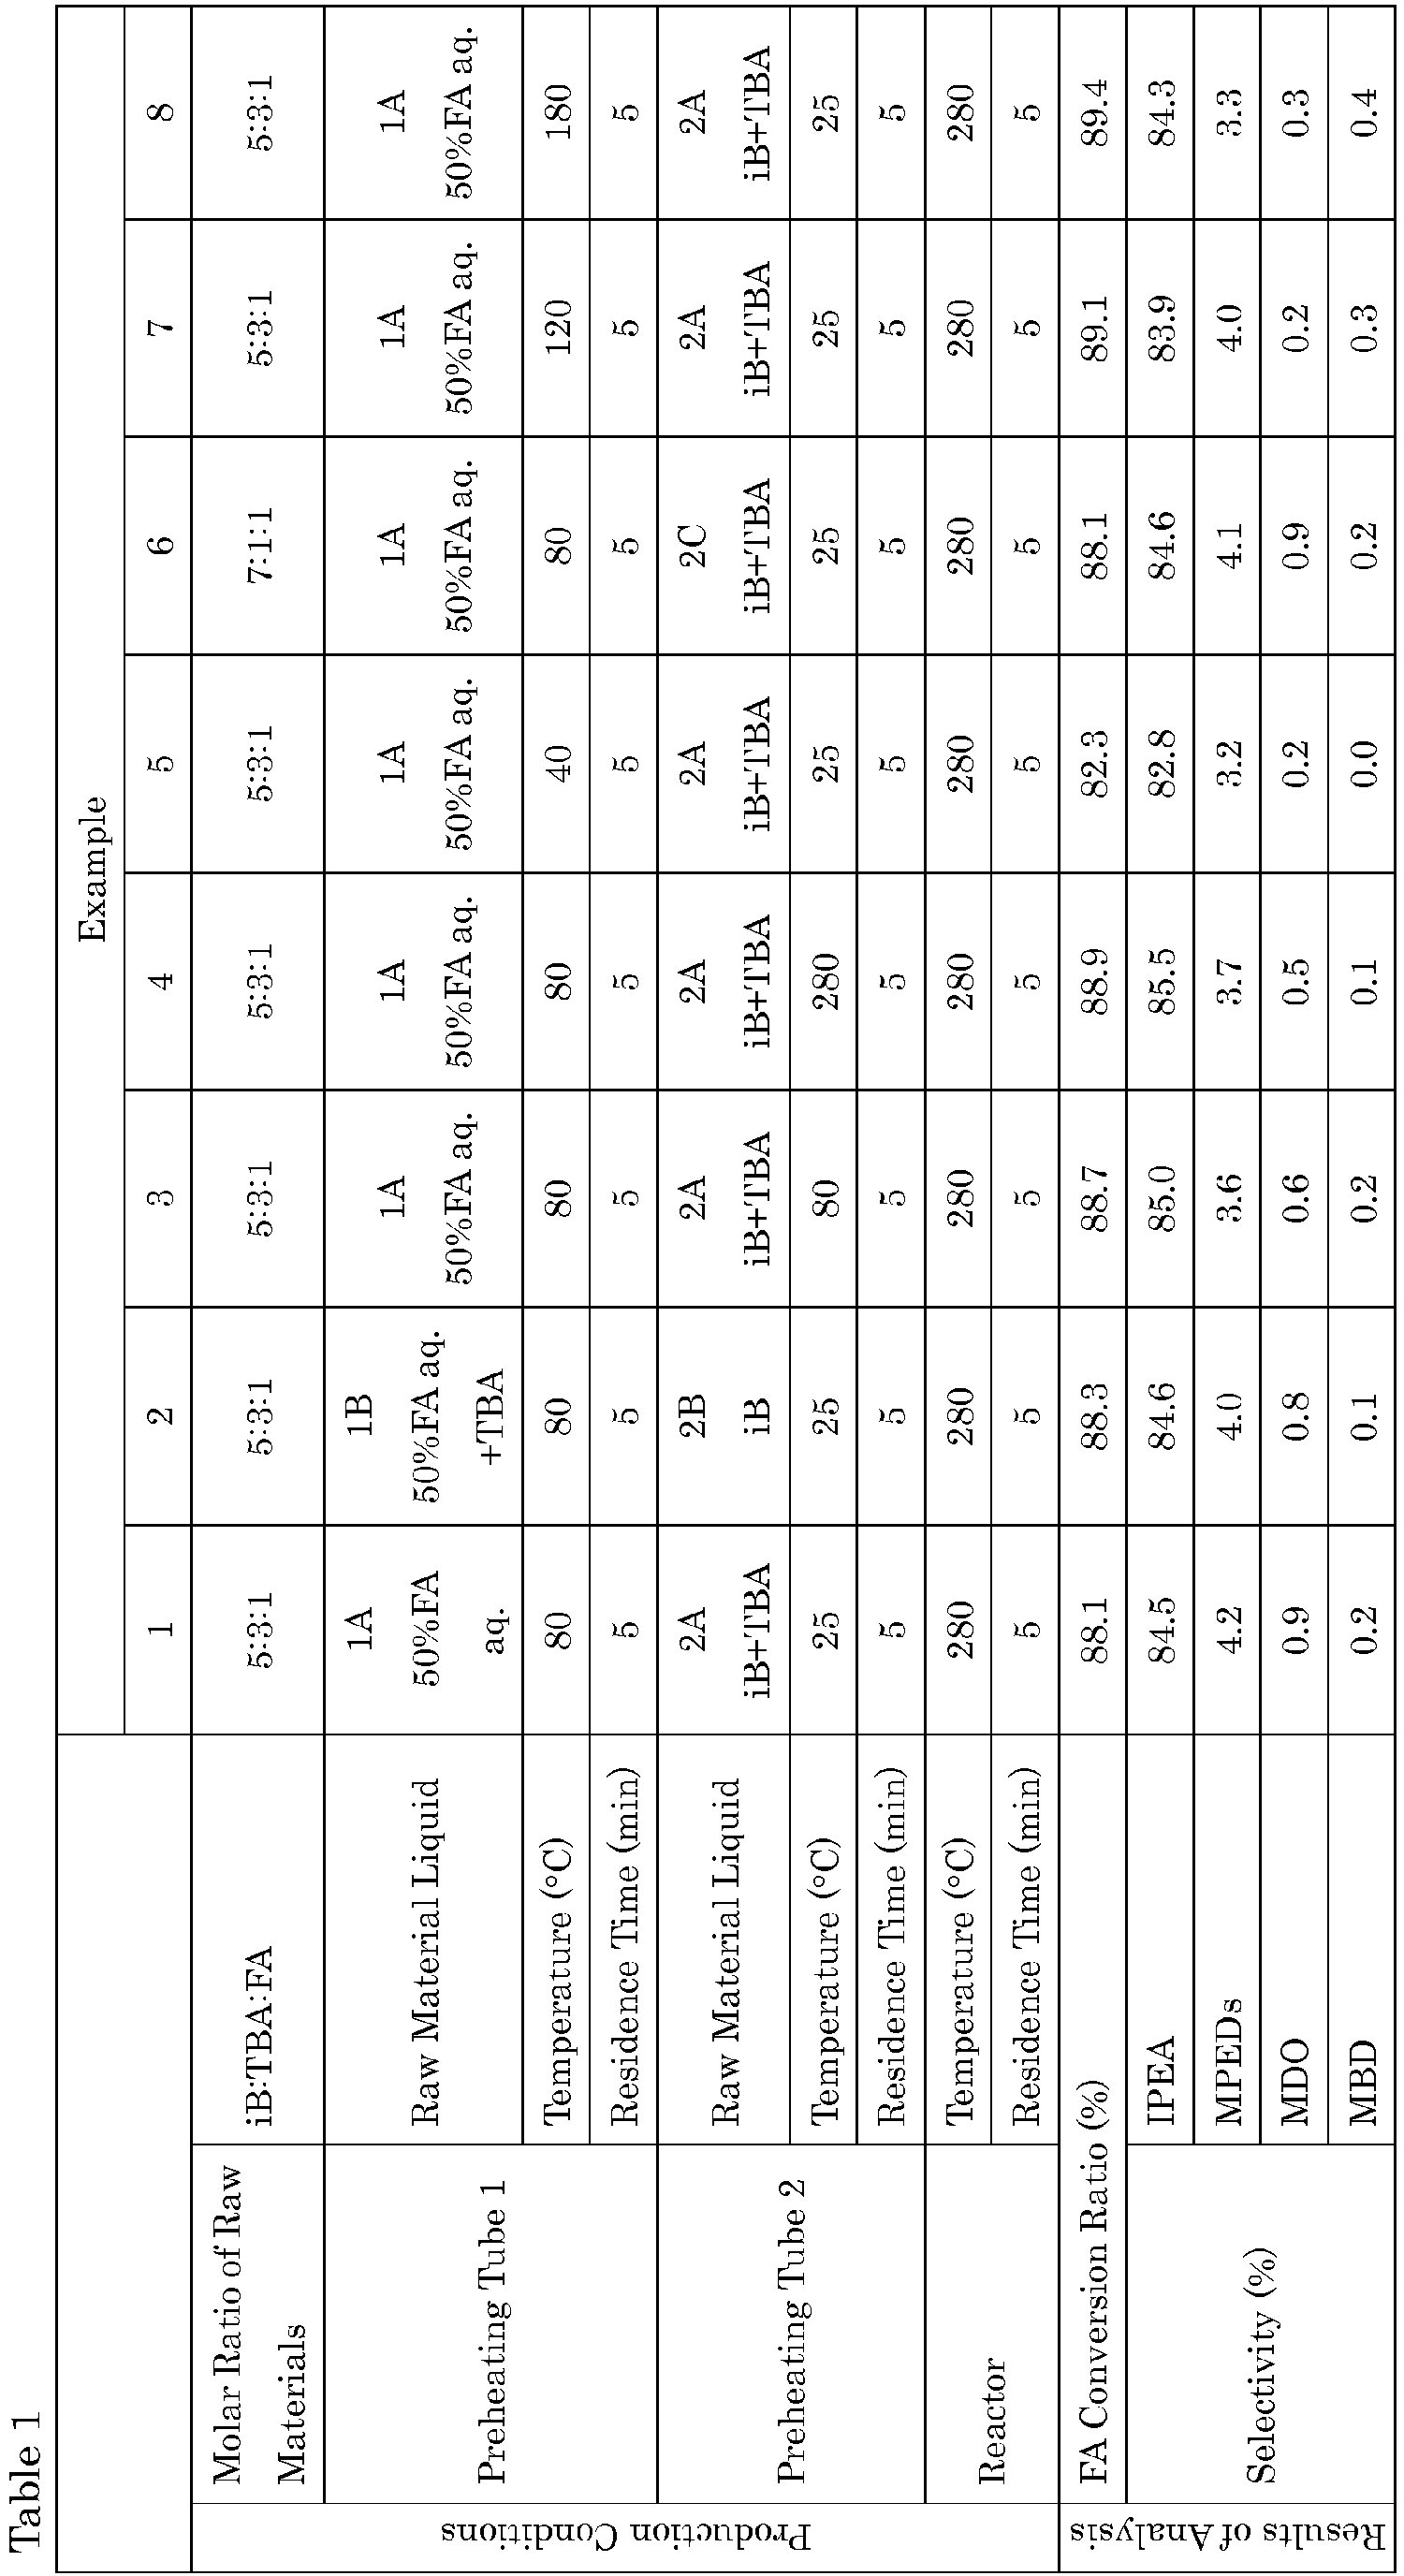 Table 1
Example
1 2 3 4 5 6 7 8
Production Conditions
Molar Ratio of Raw
Materials
iB:TBA:FA 5:3:1 5:3:1 5:3:1 5:3:1 5:3:1 7:1:1 5:3:1 5:3:1
Preheating Tube 1
Raw Material Liquid
1A 1B 1A 1A 1A 1A 1A 1A
50%FA 50%FA aq. 50%FA aq. 50%FA aq. 50%FA aq. 50%FA aq. 50%FA aq. 50%FA aq.
aq. +TBA
Temperature (°C) 80 80 80 80 40 80 120 180
Residence Time (min) 5 5 5 5 5 5 5 5
Preheating Tube 2
Raw Material Liquid
2A 2B 2A 2A 2A 2C 2A 2A
iB+TBA iB iB+TBA iB+TBA iB+TBA iB+TBA iB+TBA iB+TBA
Temperature (°C) 25 25 80 280 25 25 25 25
Residence Time (min) 5 5 5 5 5 5 5 5
Reactor
Temperature (°C) 280 280 280 280 280 280 280 280
Residence Time (min) 5 5 5 5 5 5 5 5
Results of Analysis
FA Conversion Ratio (%) 88.1 88.3 88.7 88.9 82.3 88.1 89.1 89.4
Selectivity (%)
IPEA 84.5 84.6 85.0 85.5 82.8 84.6 83.9 84.3
MPEDs 4.2 4.0 3.6 3.7 3.2 4.1 4.0 3.3
MDO 0.9 0.8 0.6 0.5 0.2 0.9 0.2 0.3
MBD 0.2 0.1 0.2 0.1 0.0 0.2 0.3 0.4